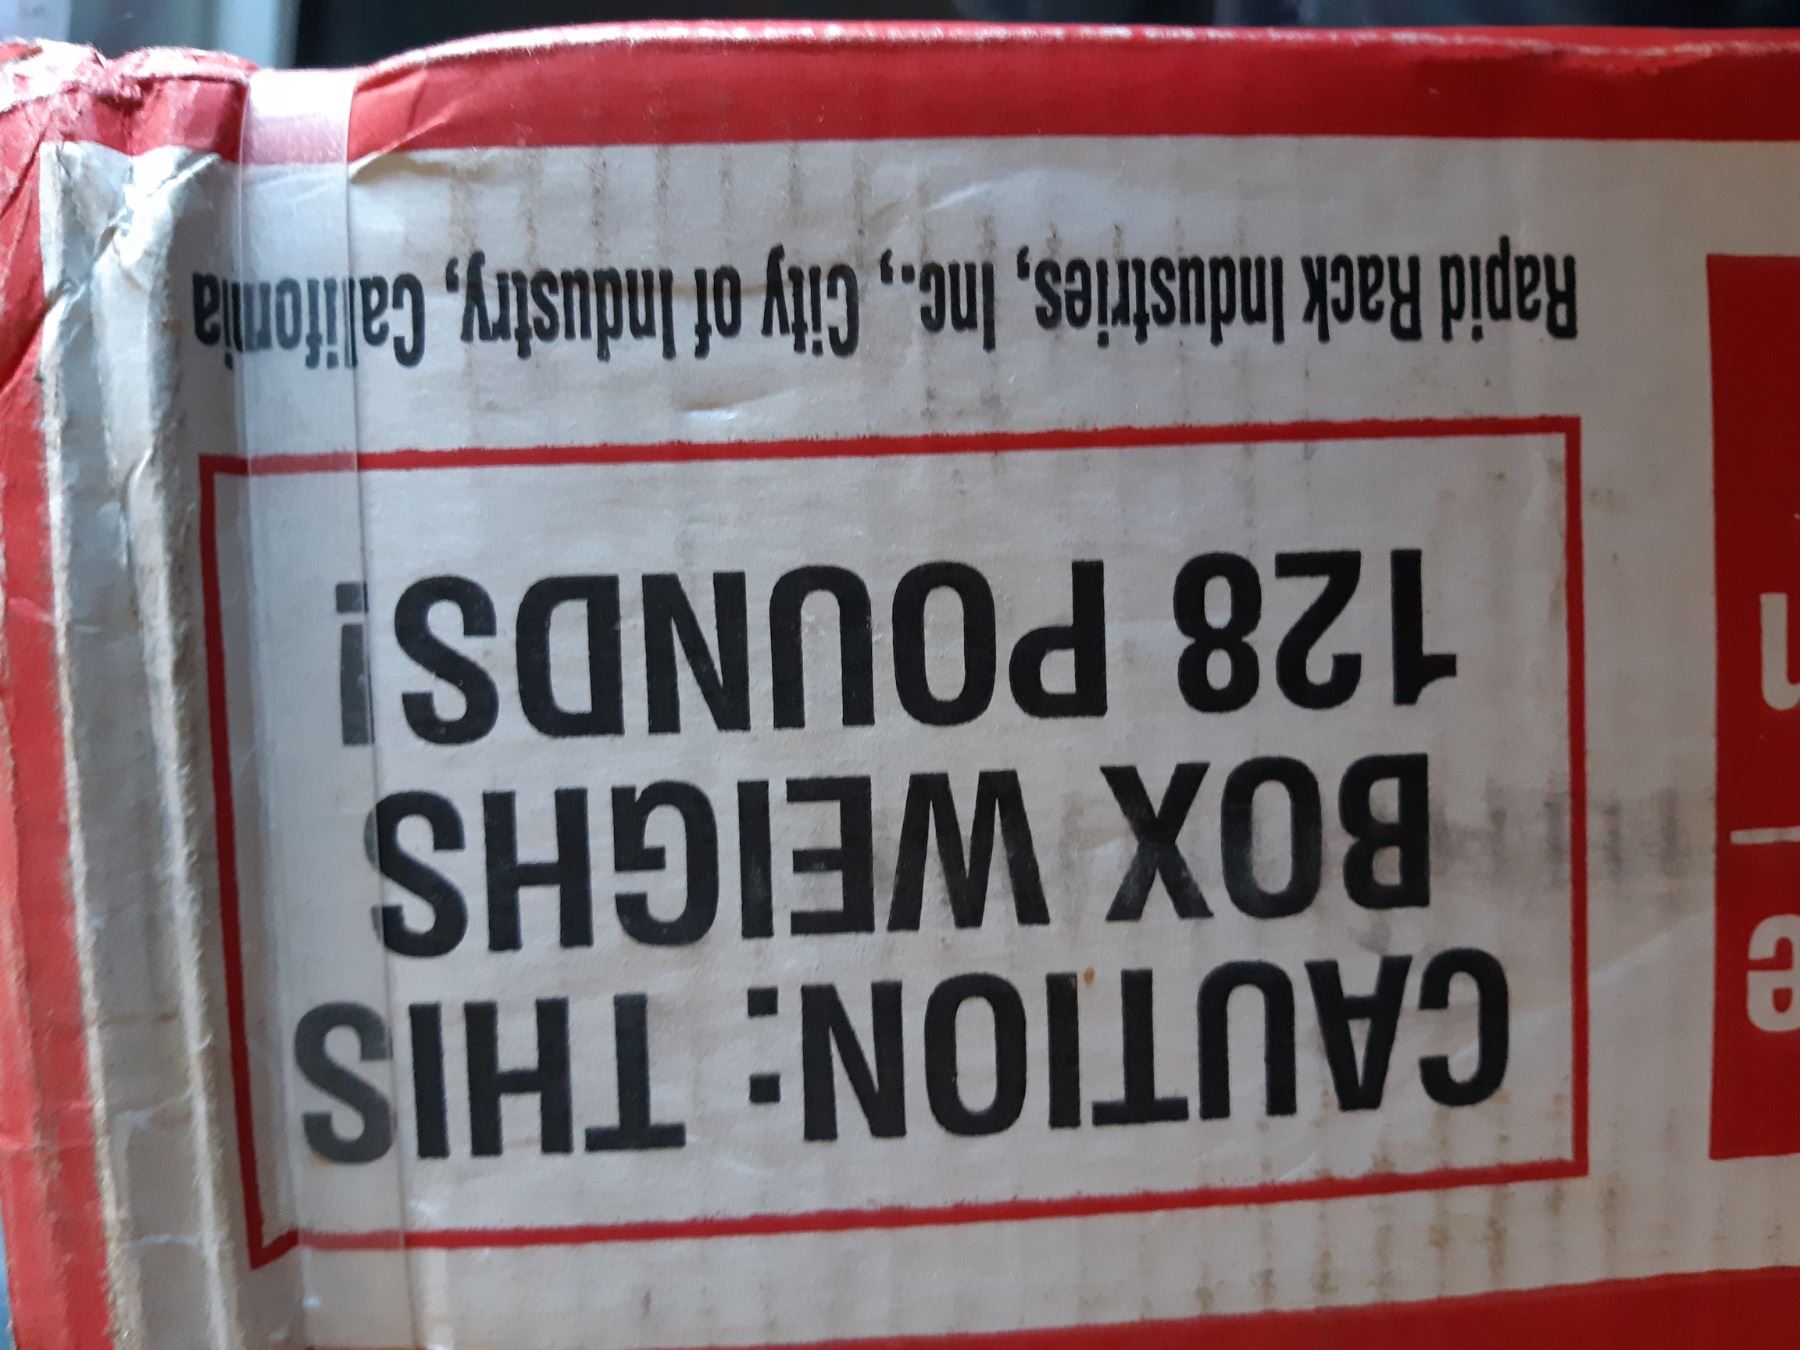 CAUTION: THIS
BOX WEIGHS
128 POUNDS!
Rapid Rack Industries, Inc., City of Industry, California